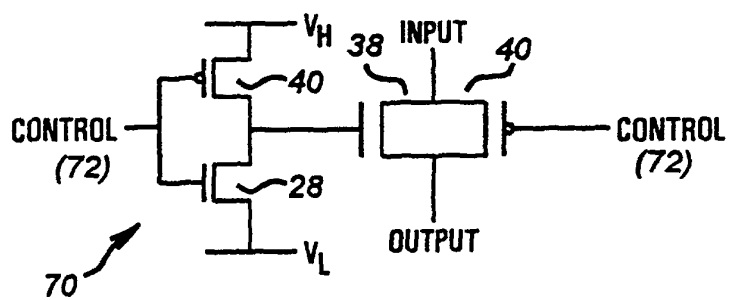 V_H
INPUT
38
40
40
CONTROL
(72)
CONTROL
(72)
28
OUTPUT
V_L
70